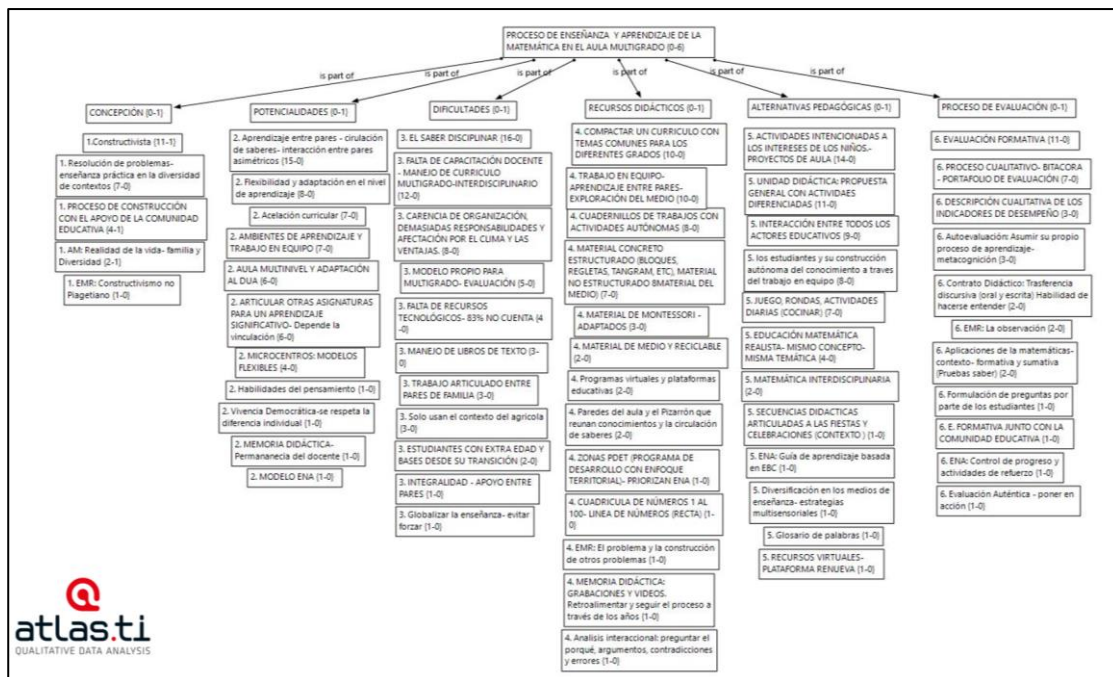 PROCESO DE ENSEÑANZA Y APRENDIZAJE DE LA
MATEMÁTICA EN EL AULA MULTIGRADO (0-6)
is part of
is part of
is part of
is part of
is part of
is part of
CONCEPCIÓN (0-1)
1.Constructivista (11-1)
1. Resolución de problemas-
enseñanza práctica en la diversidad
de contextos (7-0)
1. PROCESO DE CONSTRUCCIÓN
CON EL APOYO DE LA COMUNIDAD
EDUCATIVA (4-1)
1. AM: Realidad de la vida- familia y
Diversidad (2-1)
1. EMR: Constructivismo no
Piagetiano (1-0)
POTENCIALIDADES (0-1)
2. Aprendizaje entre pares - cirulación
de saberes- interacción entre pares
asimétricos (15-0)
2. Flexibilidad y adaptación en el nivel
de aprendizaje (8-0)
2. Acelación curricular (7-0)
2. AMBIENTES DE APRENDIZAJE Y
TRABAJO EN EQUIPO (7-0)
2. AULA MULTINIVEL Y ADAPTACIÓN
AL DUA (6-0)
2. ARTICULAR OTRAS ASIGNATURAS
PARA UN APRENDIZAJE
SIGNIFICATIVO- Depende la
vinculación (6-0)
2. MICROCENTROS: MODELOS
FLEXIBLES (4-0)
2. Habilidades del pensamiento (1-0)
2. Vivencia Democrática-se respeta la
diferencia individual (1-0)
2. MEMORIA DIDÁCTICA-
Permananecia del docente (1-0)
2. MODELO ENA (1-0)
DIFICULTADES (0-1)
3. EL SABER DISCIPLINAR (16-0)
3. FALTA DE CAPACITACIÓN DOCENTE
- MANEJO DE CURRICULO
MULTIGRADO-INTERDISCIPLINARIO
(12-0)
3. CARENCIA DE ORGANIZACIÓN,
DEMASIADAS RESPONSABILIDADES Y
AFECTACIÓN POR EL CLIMA Y LAS
VENTAJAS. (8-0)
3. MODELO PROPIO PARA
MULTIGRADO- EVALUACIÓN (5-0)
3. FALTA DE RECURSOS
TECNOLÓGICOS- 83% NO CUENTA (4
-0)
3. MANEJO DE LIBROS DE TEXTO (3-
0)
3. TRABAJO ARTICULADO ENTRE
PARES DE FAMILIA (3-0)
3. Solo usan el contexto del agrícola
(3-0)
3. ESTUDIANTES CON EXTRA EDAD Y
BASES DESDE SU TRANSICIÓN (2-0)
3. INTEGRALIDAD - APOYO ENTRE
PARES (1-0)
3. Globalizar la enseñanza- evitar
forzar (1-0)
RECURSOS DIDÁCTICOS (0-1)
4. COMPACTAR UN CURRICULO CON
TEMAS COMUNES PARA LOS
DIFERENTES GRADOS (10-0)
4. TRABAJO EN EQUIPO-
APRENDIZAJE ENTRE PARES-
EXPLORACIÓN DEL MEDIO (10-0)
4. CUADERNILLOS DE TRABAJOS CON
ACTIVIDADES AUTÓNOMAS (8-0)
4. MATERIAL CONCRETO
ESTRUCTURADO (BLOQUES,
REGLETAS, TANGRAM, ETC), MATERIAL
NO ESTRUCTURADO 8MATERIAL DEL
MEDIO) (7-0)
4. MATERIAL DE MONTESSORI -
ADAPTADOS (3-0)
4. MATERIAL DE MEDIO Y RECICLABLE
(2-0)
4. Programas virtuales y plataformas
educativas (2-0)
4. Paredes del aula y el Pizarrón que
reunan conocimientos y la circulación
de saberes (2-0)
4. ZONAS PDET (PROGRAMA DE
DESARROLLO CON ENFOQUE
TERRITORIAL)- PRIORIZAN ENA (1-0)
4. CUADRICULA DE NÚMEROS 1 AL
100- LINEA DE NÚMEROS (RECTA) (1-
0)
4. EMR: El problema y la construcción
de otros problemas (1-0)
4. MEMORIA DIDÁCTICA:
GRABACIONES Y VIDEOS.
Retroalimentar y seguir el proceso a
través de los años (1-0)
4. Analisis interaccional: preguntar el
porqué, argumentos, contradicciones
y errores (1-0)
ALTERNATIVAS PEDAGÓGICAS (0-1)
5. ACTIVIDADES INTENCIONADAS A
LOS INTERESES DE LOS NIÑOS.-
PROYECTOS DE AULA (14-0)
5. UNIDAD DIDÁCTICA: PROPUESTA
GENERAL CON ACTIVIDAES
DIFERENCIADAS (11-0)
5. INTERACCIÓN ENTRE TODOS LOS
ACTORES EDUCATIVOS (9-0)
5. los estudiantes y su construcción
autónoma del conocimiento a traves
del trabajo en equipo (8-0)
5. JUEGO, RONDAS, ACTIVIDADES
DIARIAS (COCINAR) (7-0)
5. EDUCACIÓN MATEMÁTICA
REALISTA- MISMO CONCEPTO-
MISMA TEMÁTICA (4-0)
5. MATEMÁTICA INTERDISCIPLINARIA
(2-0)
5. SECUENCIAS DIDACTICAS
ARTICULADAS A LAS FIESTAS Y
CELEBRACIONES (CONTEXTO ) (1-0)
5. ENA: Guía de aprendizaje basada
en EBC (1-0)
5. Diversificación en los medios de
enseñanza- estrategias
multisensoriales (1-0)
5. Glosario de palabras (1-0)
5. RECURSOS VIRTUALES-
PLATAFORMA RENUEVA (1-0)
PROCESO DE EVALUACIÓN (0-1)
6. EVALUACIÓN FORMATIVA (11-0)
6. PROCESO CUALITATIVO- BITACORA
- PORTAFOLIO DE EVALUACIÓN (7-0)
6. DESCRIPCIÓN CUALITATIVA DE LOS
INDICADORES DE DESEMPEÑO (3-0)
6. Autoevaluación: Asumir su propio
proceso de aprendizaje-
metacognición (3-0)
6. Contrato Didáctico: Trasferencia
discursiva (oral y escrita) Habilidad de
hacerse entender (2-0)
6. EMR: La observación (2-0)
6. Aplicaciones de la matemáticas-
contexto- formativa y sumativa
(Pruebas saber) (2-0)
6. Formulación de preguntas por
parte de los estudiantes (1-0)
6. E. FORMATIVA JUNTO CON LA
COMUNIDAD EDUCATIVA (1-0)
6. ENA: Control de progreso y
actividades de refuerzo (1-0)
6. Evaluación Auténtica - poner en
acción (1-0)
atlas.ti
QUALITATIVE DATA ANALYSIS